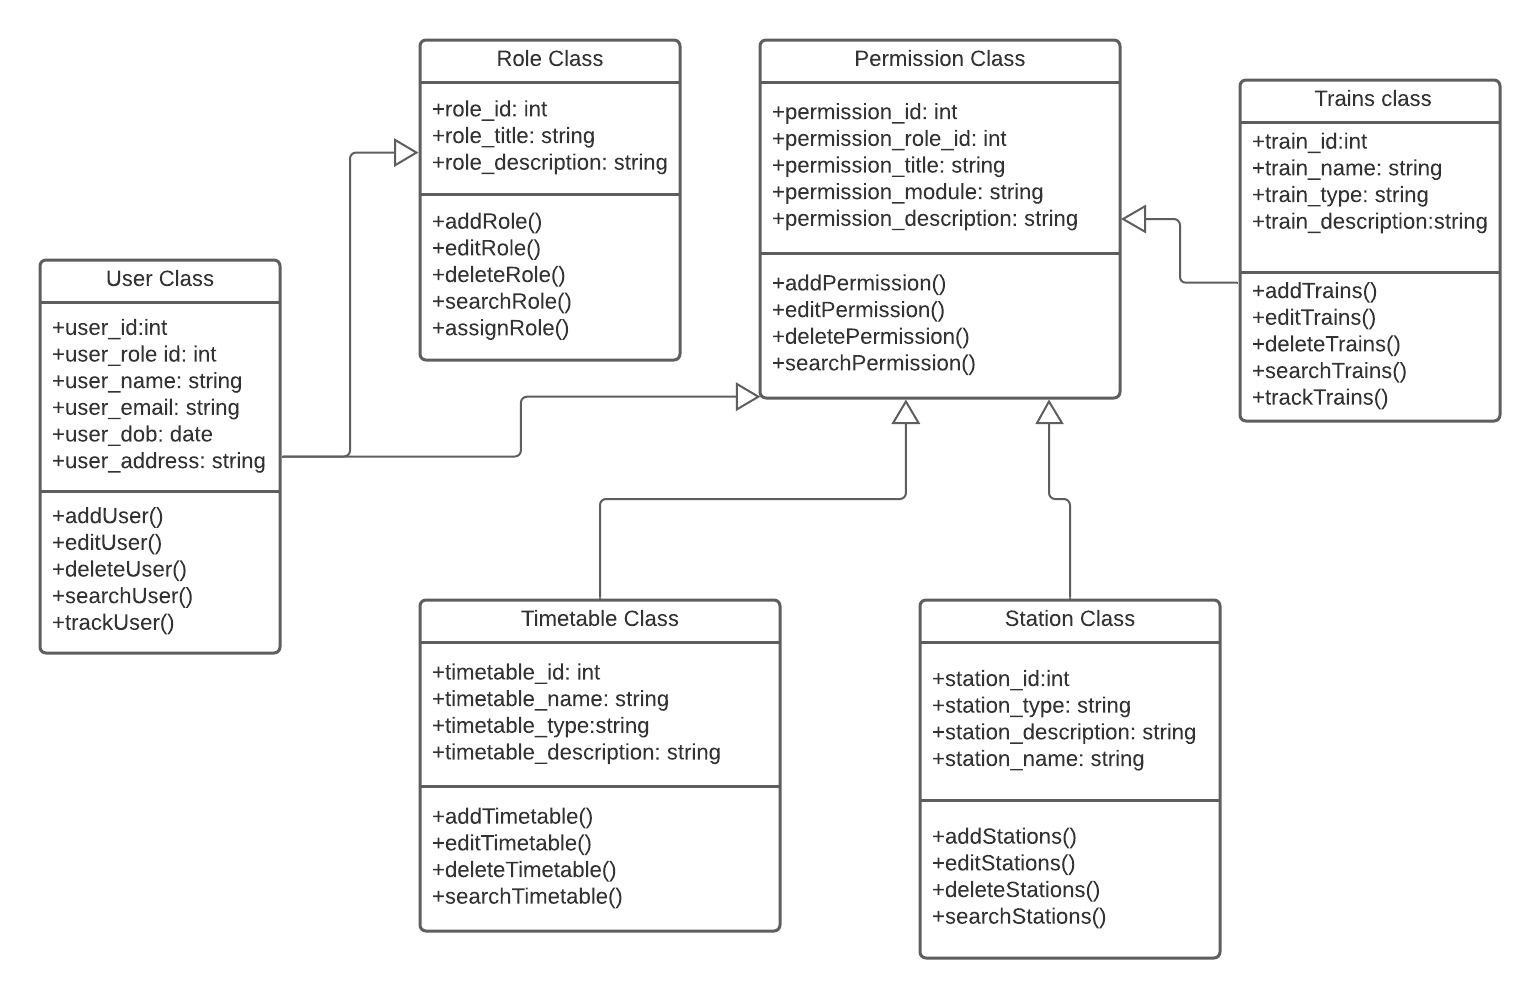 Role Class
+role_id: int
+role_title: string
+role_description: string
+addRole()
+editRole()
+deleteRole()
+searchRole()
+assignRole()
Permission Class
+permission_id: int
+permission_role_id: int
+permission_title: string
+permission_module: string
+permission_description: string
+addPermission()
+editPermission()
+deletePermission()
+searchPermission()
Trains class
+train_id:int
+train_name: string
+train_type: string
+train_description:string
+addTrains()
+editTrains()
+deleteTrains()
+searchTrains()
+trackTrains()
User Class
+user_id:int
+user_role id: int
+user_name: string
+user_email: string
+user_dob: date
+user_address: string
+addUser()
+editUser()
+deleteUser()
+searchUser()
+trackUser()
Timetable Class
+timetable_id: int
+timetable_name: string
+timetable_type:string
+timetable_description: string
+addTimetable()
+editTimetable()
+deleteTimetable()
+searchTimetable()
Station Class
+station_id:int
+station_type: string
+station_description: string
+station_name: string
+addStations()
+editStations()
+deleteStations()
+searchStations()